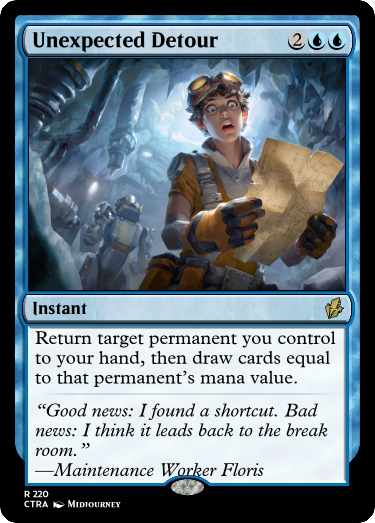 Unexpected Detour 2
Instant
Return target permanent you control
to your hand, then draw cards equal
to that permanent’s mana value.
“Good news: I found a shortcut. Bad
news: I think it leads back to the break
room.”
—Maintenance Worker Floris
R 220
CTRA Midjourney